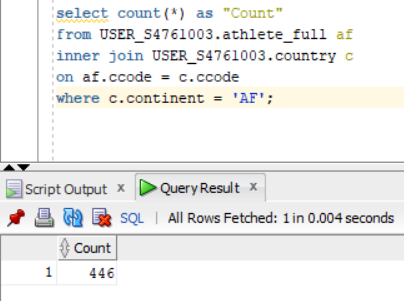 select count(*) as "Count"
from USER_S4761003.athlete_full af
inner join USER_S4761003.country c
on af.ccode = c.ccode
where c.continent = 'AF';
Script Output x Query Result x
SQL | All Rows Fetched: 1 in 0.004 seconds
Count
1 446